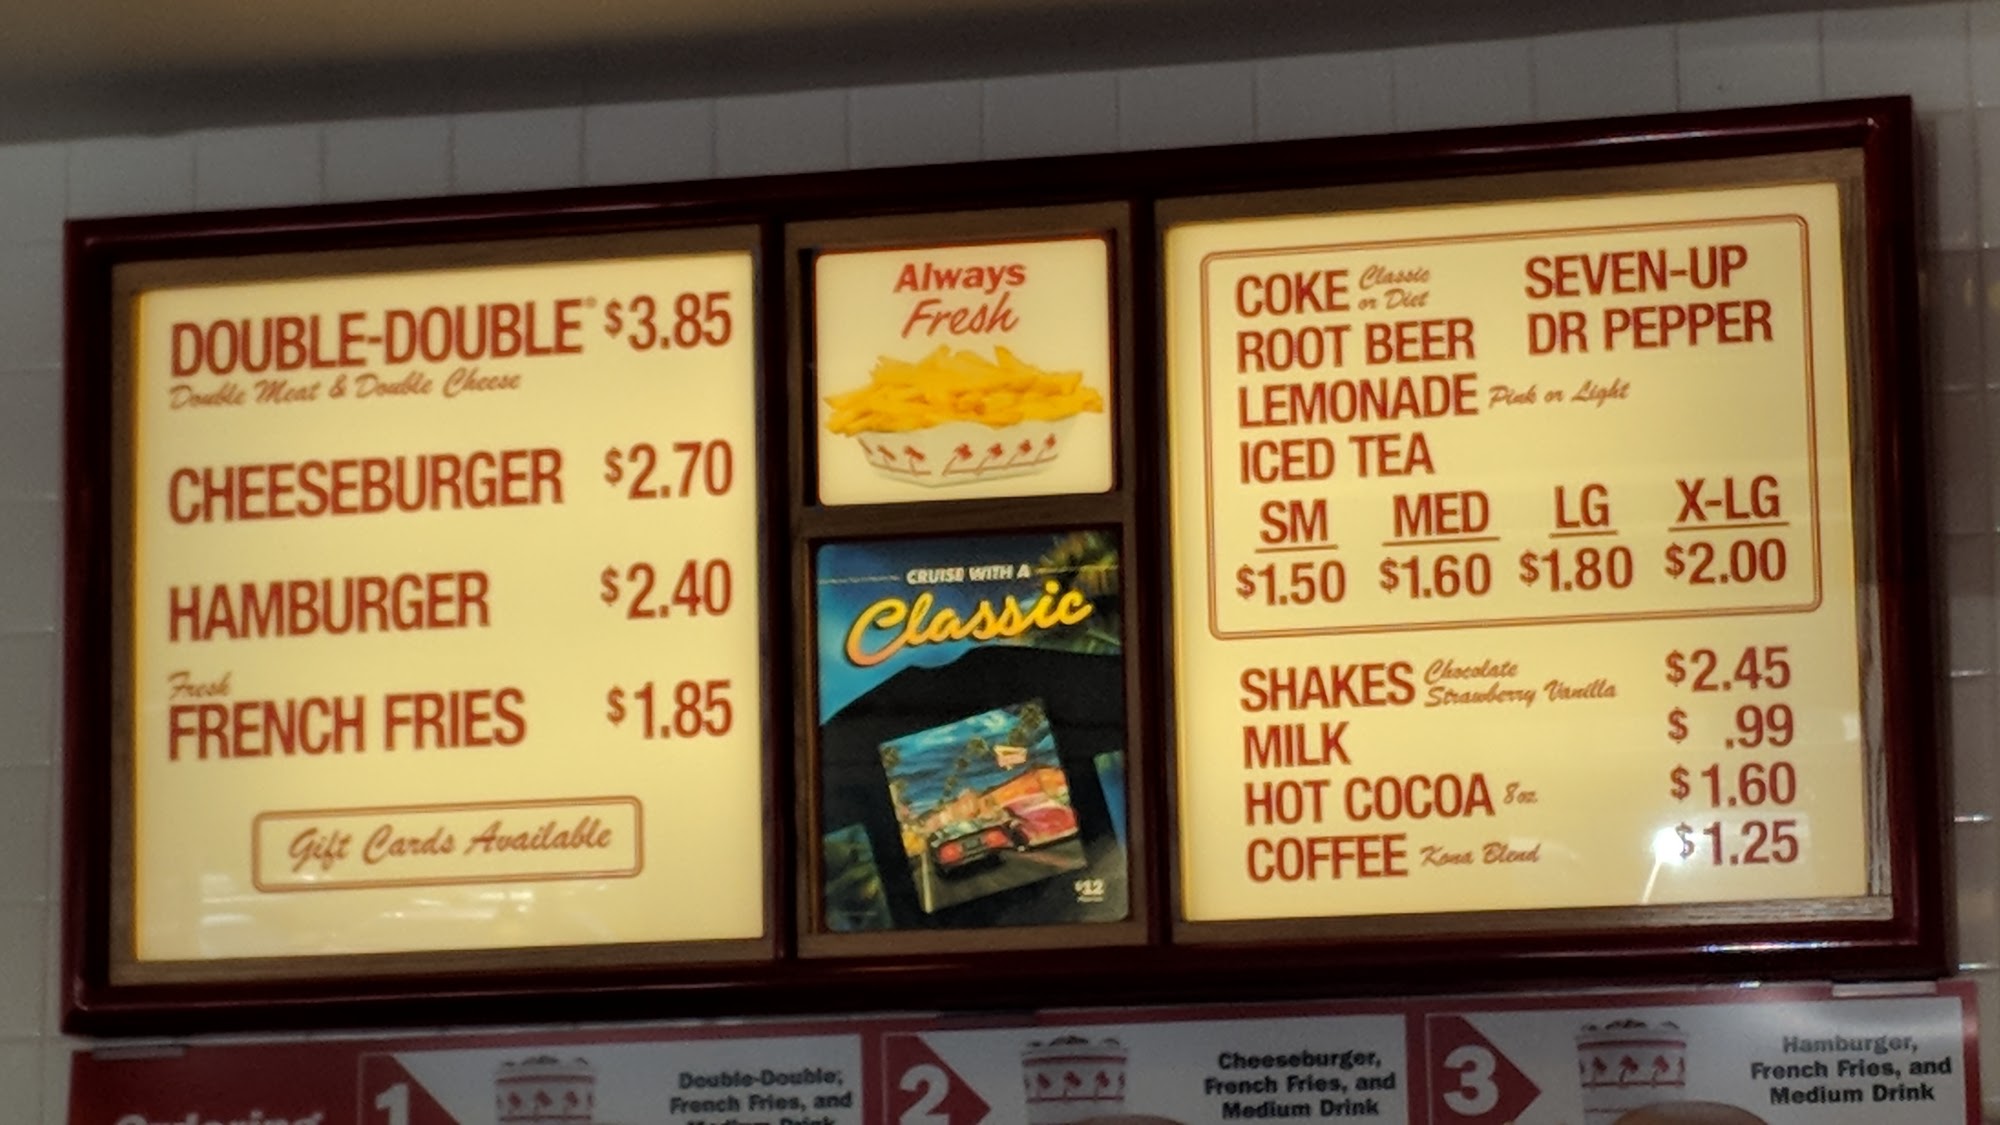 DOUBLE-DOUBLE® $3.85
Double Meat & Double Cheese
CHEESEBURGER $2.70
HAMBURGER $2.40
Fresh
FRENCH FRIES $1.85
Gift Cards Available
Always
Fresh
CRUISE WITH A
Classic
$12
COKE Classic or Diet SEVEN-UP
ROOT BEER DR PEPPER
LEMONADE Pink or Light
ICED TEA
SM MED LG X-LG
$1.50 $1.60 $1.80 $2.00
SHAKES Chocolate Strawberry Vanilla $2.45
MILK $ .99
HOT COCOA 8oz. $1.60
COFFEE Kona Blend $1.25
Ordering
1
Double-Double,
French Fries, and
Medium Drink
2
Cheeseburger,
French Fries, and
Medium Drink
3
Hamburger,
French Fries, and
Medium Drink